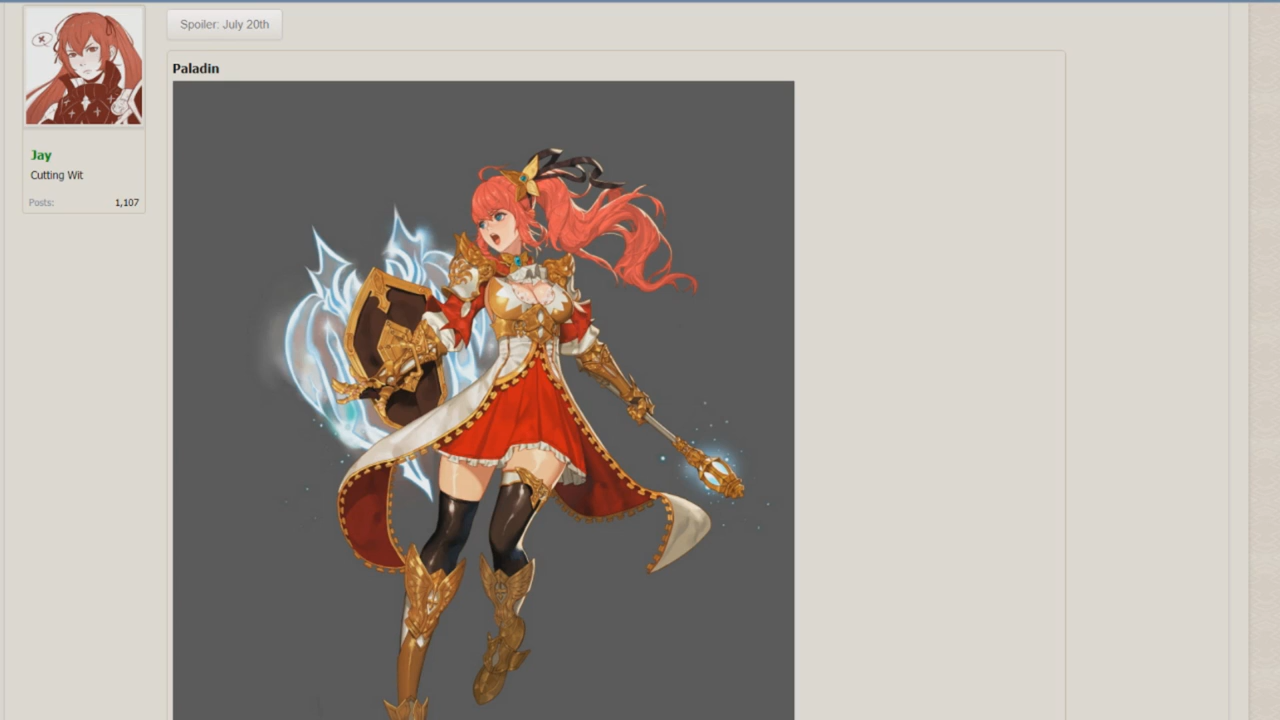 Spoiler: July 20th
Paladin
Jay
Cutting Wit
Posts: 1,107